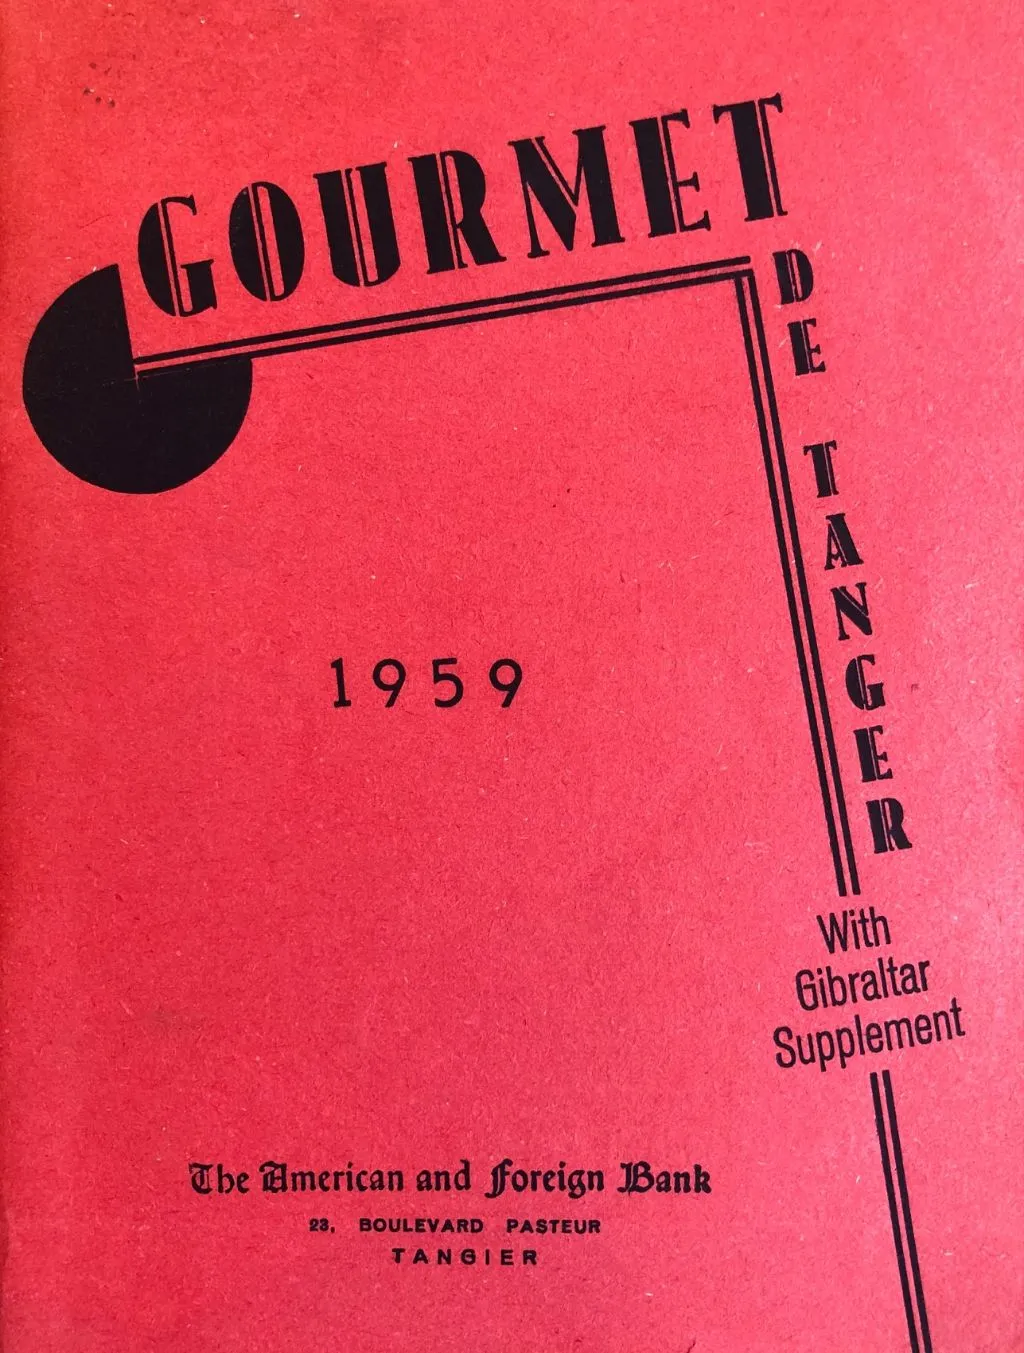 GOURMET
DE TANGER
1959
With
Gibraltar
Supplement
The American and Foreign Bank
23, BOULEVARD PASTEUR
TANGIER